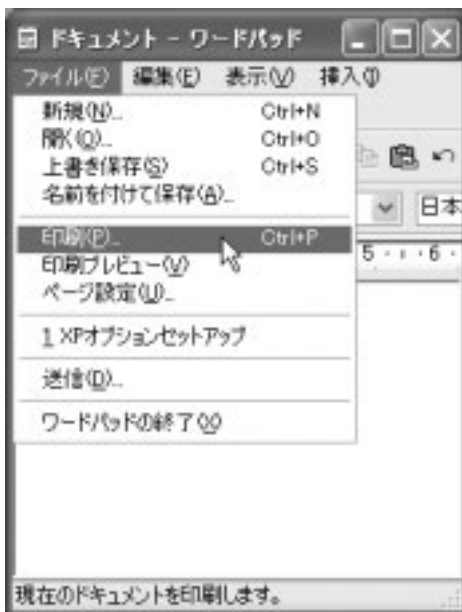 ドキュメント - ワードパッド
ファイル(F) 編集(E) 表示(V) 挿入(I)
新規(N)... Ctrl+N
開く(O)... Ctrl+O
上書き保存(S) Ctrl+S
名前を付けて保存(A)...
日本
印刷(P)... Ctrl+P
5 · ı · 6 ·
印刷プレビュー(V)
ページ設定(U)...
1 XPオプションセットアップ
送信(D)...
ワードパッドの終了(X)
現在のドキュメントを印刷します。